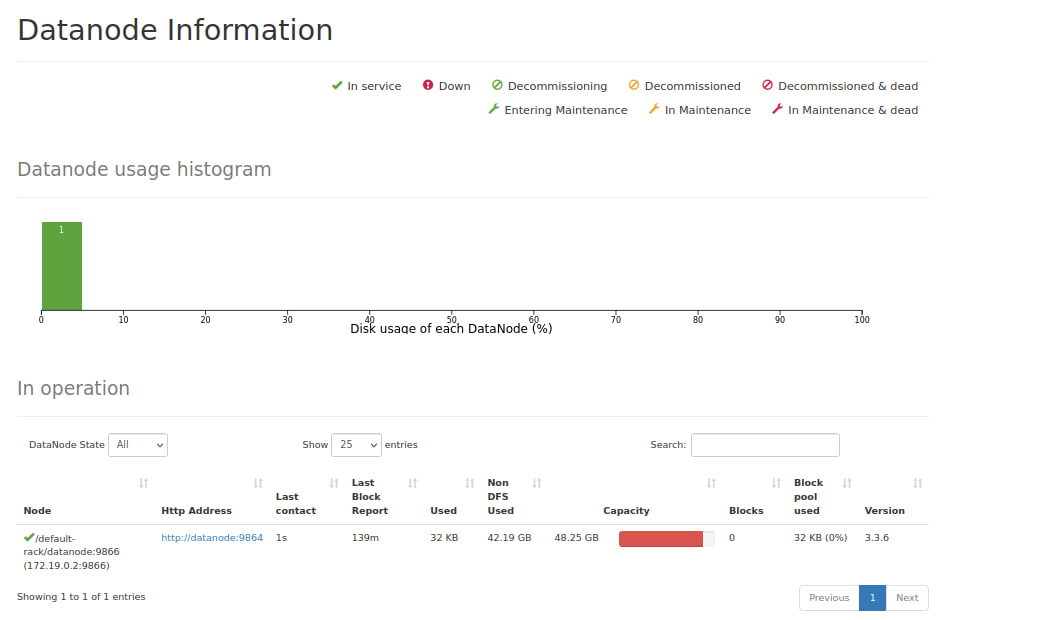 Datanode Information
In service Down Decommissioning Decommissioned Decommissioned & dead
Entering Maintenance In Maintenance In Maintenance & dead
Datanode usage histogram
1
0 10 20 30 40 50 60 70 80 90 100
Disk usage of each DataNode (%)
In operation
DataNode State All Show 25 entries Search:
Node Http Address Last contact Last Block Report Used Non DFS Used Capacity Blocks Block pool used Version
/default-rack/datanode:9866 (172.19.0.2:9866) http://datanode:9864 1s 139m 32 KB 42.19 GB 48.25 GB 0 32 KB (0%) 3.3.6
Showing 1 to 1 of 1 entries Previous 1 Next